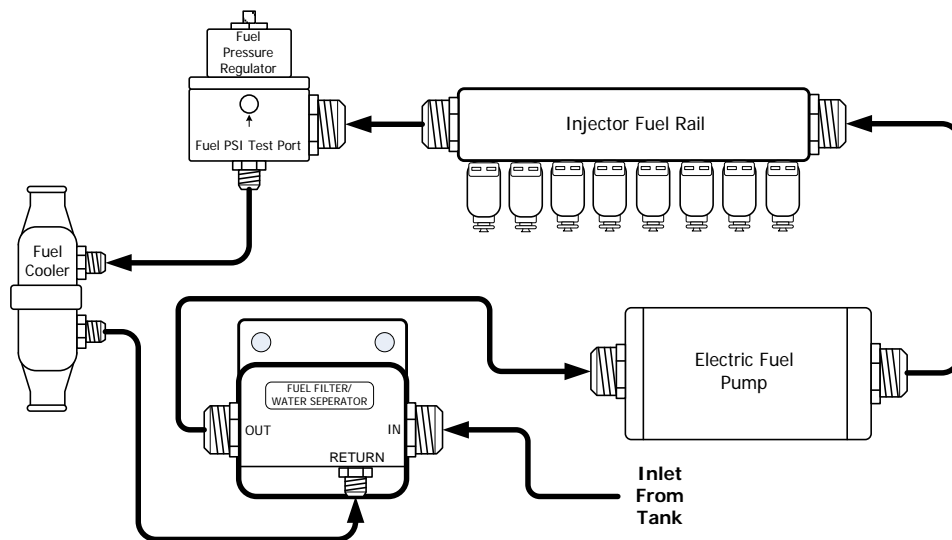 Fuel
Pressure
Regulator
Fuel PSI Test Port
Injector Fuel Rail
Fuel
Cooler
FUEL FILTER/
WATER SEPERATOR
OUT
IN
RETURN
Electric Fuel
Pump
Inlet
From
Tank